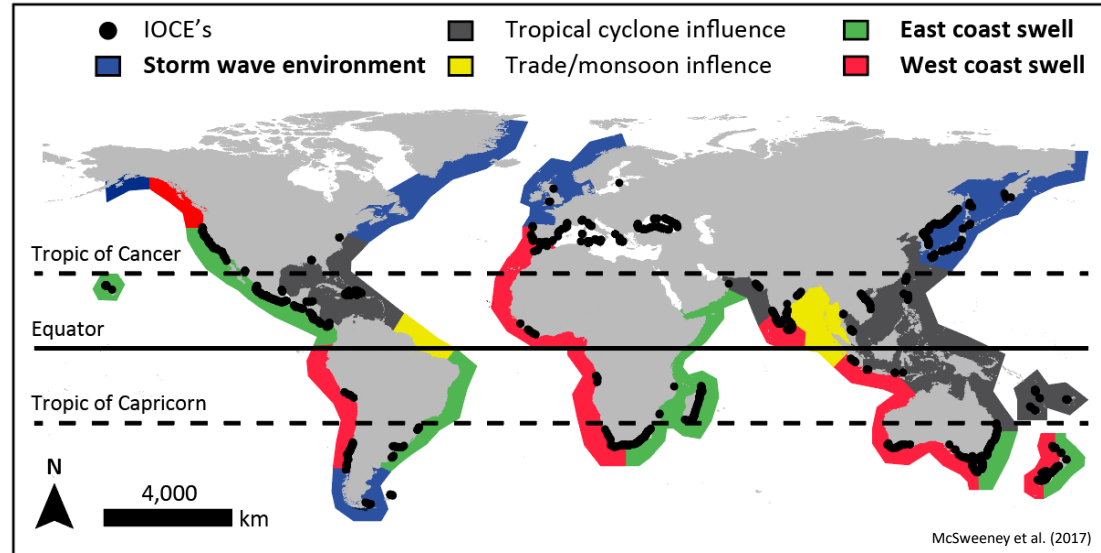 IOCE's
Tropical cyclone influence
East coast swell
Storm wave environment
Trade/monsoon inflence
West coast swell
Tropic of Cancer
Equator
Tropic of Capricorn
N
4,000
km
McSweeney et al. (2017)